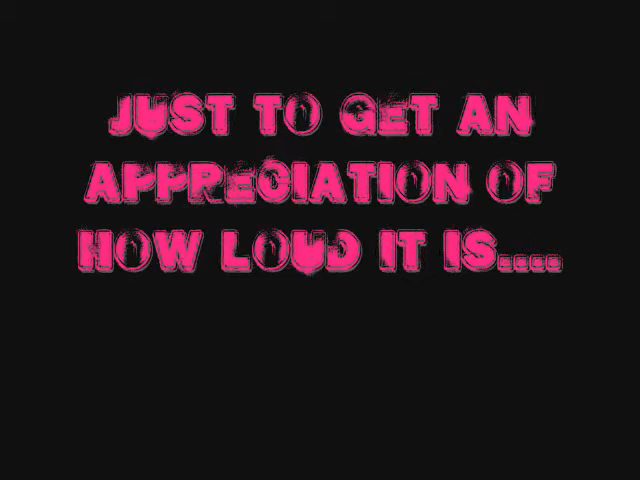 JUST TO GET AN
APPRECIATION OF
HOW LOUD IT IS....